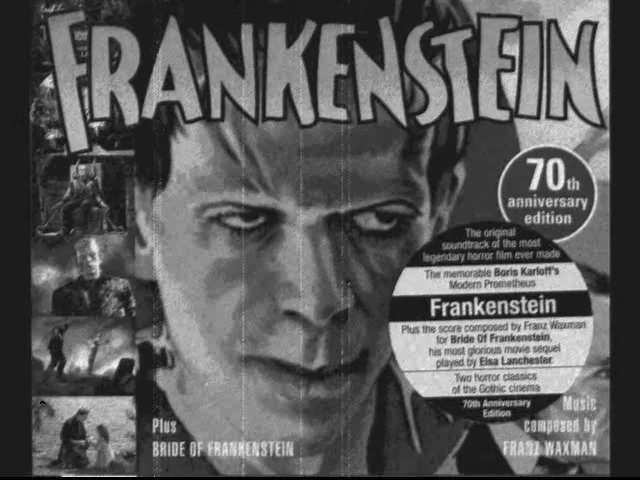 FRANKENSTEIN
70th
anniversary
edition
The original
soundtrack of the most
legendary horror film ever made
The memorable Boris Karloff's
Modern Prometheus
Frankenstein
Plus the score composed by Franz Waxman
for Bride Of Frankenstein,
his most glorious movie sequel
played by Elsa Lanchester.
Two horror classics
of the Gothic cinema
70th Anniversary
Edition
Plus
BRIDE OF FRANKENSTEIN
Music
composed by
FRANZ WAXMAN